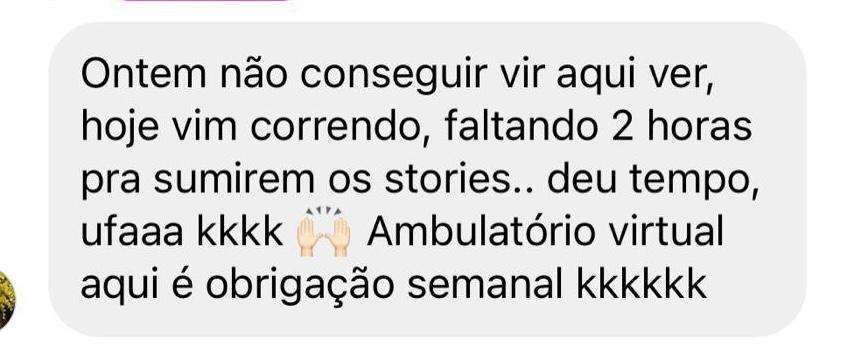 Ontem não conseguir vir aqui ver,
hoje vim correndo, faltando 2 horas
pra sumirem os stories.. deu tempo,
ufaaa kkkk 🙌🏻 Ambulatório virtual
aqui é obrigação semanal kkkkkk